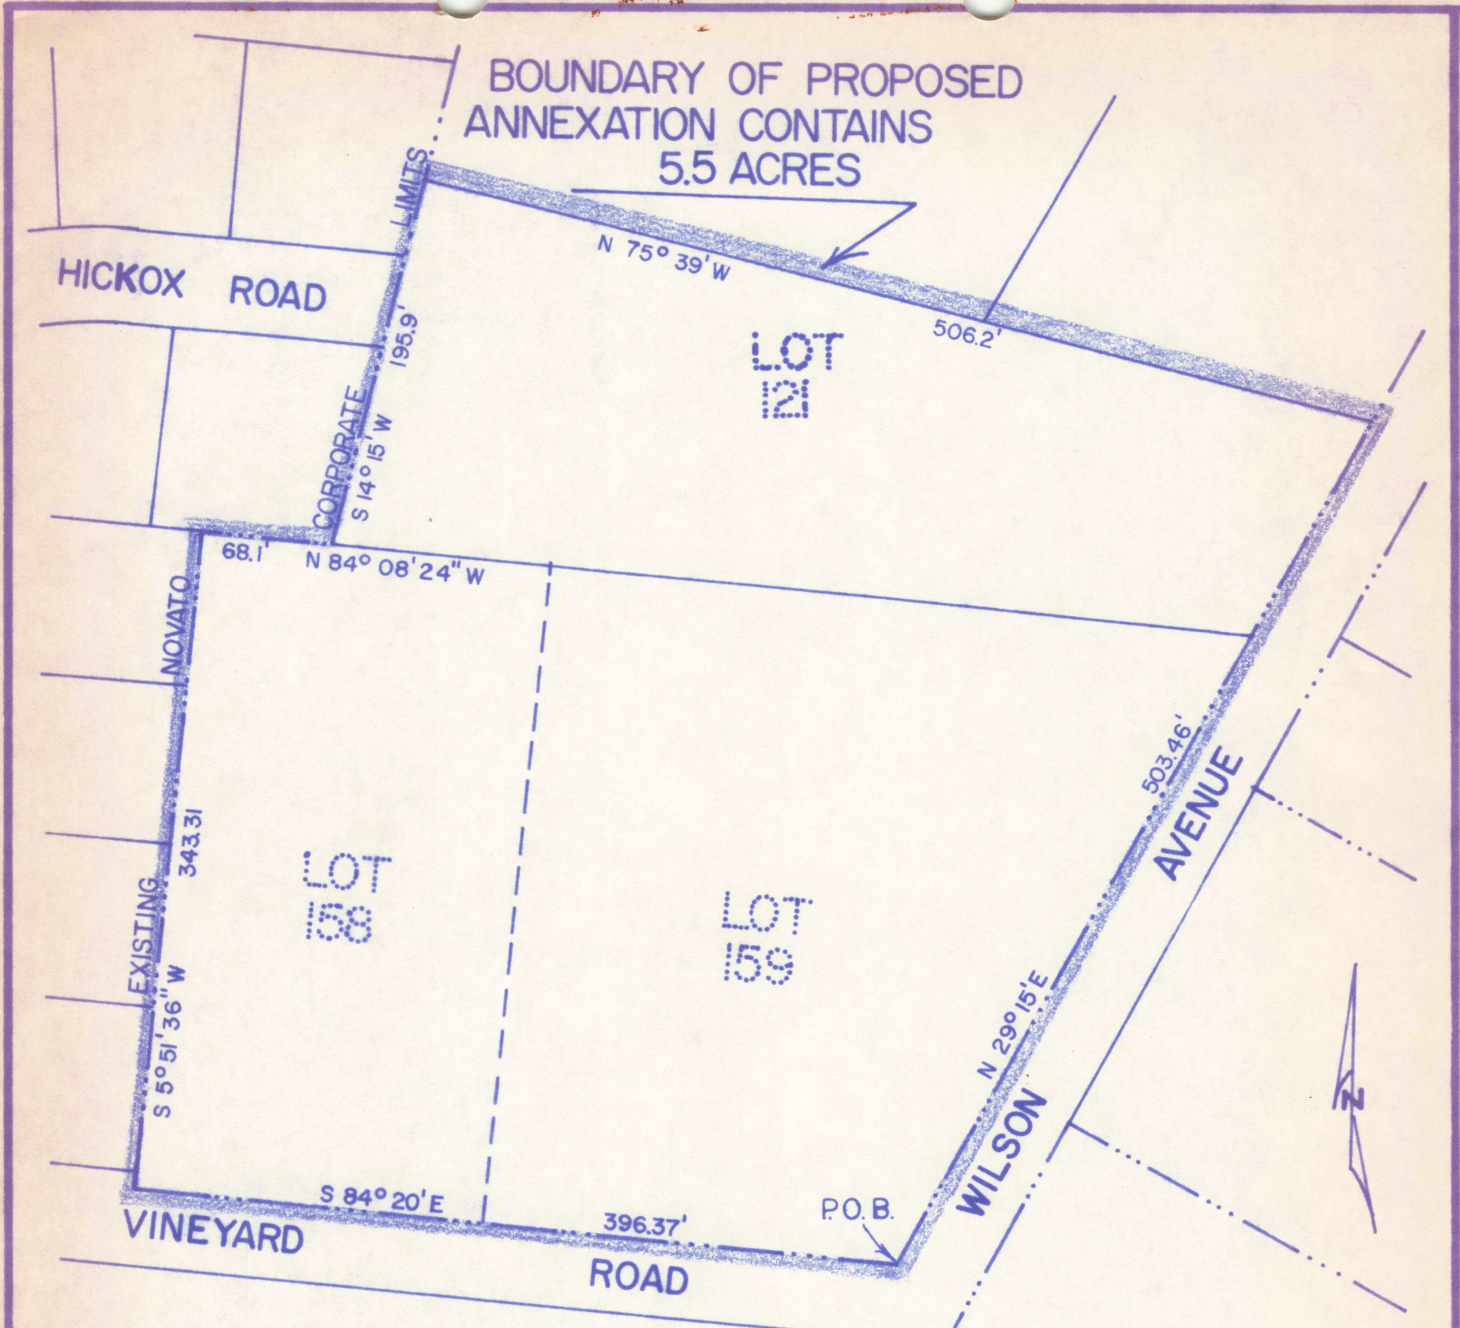 BOUNDARY OF PROPOSED
ANNEXATION CONTAINS
5.5 ACRES
LIMITS
HICKOX ROAD
N 75° 39' W
506.2'
195.9'
LOT
121
CORPORATE
S 14° 15' W
68.1'
N 84° 08' 24" W
NOVATO
503.46'
AVENUE
343.31
LOT
158
LOT
159
EXISTING
S 5° 51' 36" W
N 29° 15' E
N
WILSON
S 84° 20' E
396.37'
P.O.B.
VINEYARD
ROAD